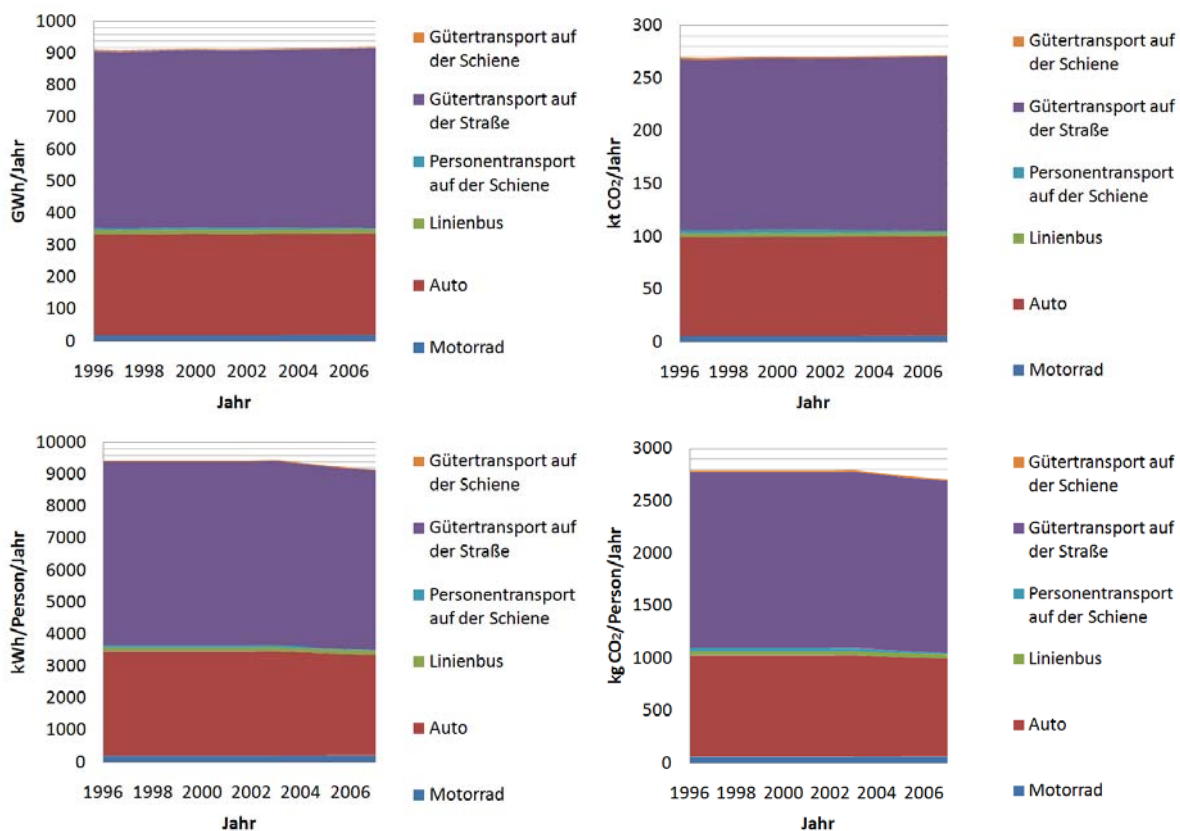 GWh/Jahr
1000
900
800
700
600
500
400
300
200
100
0
1996 1998 2000 2002 2004 2006
Jahr
Gütertransport auf
der Schiene
Gütertransport auf
der Straße
Personentransport
auf der Schiene
Linienbus
Auto
Motorrad
kt CO2/Jahr
300
250
200
150
100
50
0
1996 1998 2000 2002 2004 2006
Jahr
Gütertransport auf
der Schiene
Gütertransport auf
der Straße
Personentransport
auf der Schiene
Linienbus
Auto
Motorrad
kWh/Person/Jahr
10000
9000
8000
7000
6000
5000
4000
3000
2000
1000
0
1996 1998 2000 2002 2004 2006
Jahr
Gütertransport auf
der Schiene
Gütertransport auf
der Straße
Personentransport
auf der Schiene
Linienbus
Auto
Motorrad
kg CO2/Person/Jahr
3000
2500
2000
1500
1000
500
0
1996 1998 2000 2002 2004 2006
Jahr
Gütertransport auf
der Schiene
Gütertransport auf
der Straße
Personentransport
auf der Schiene
Linienbus
Auto
Motorrad